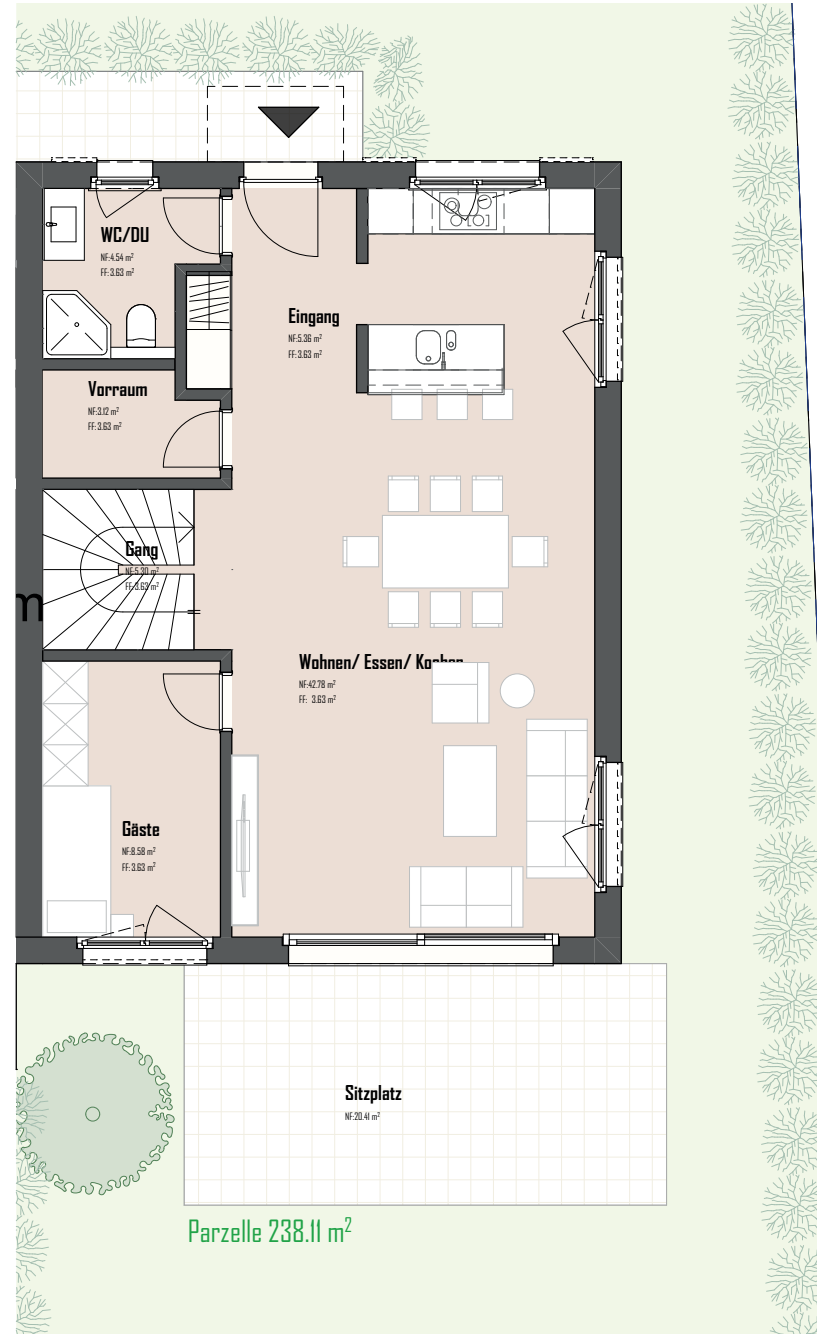 WC/DU
NF:4.54 m²
FF: 3.63 m²
Eingang
NF:5.36 m²
FF: 3.63 m²
Vorraum
NF:3.12 m²
FF: 3.63 m²
Gang
NF:5.30 m²
FF: 3.63 m²
m
Wohnen/ Essen/ Kochen
NF:42.78 m²
FF: 3.63 m²
Gäste
NF:8.58 m²
FF: 3.63 m²
Sitzplatz
NF:20.41 m²
Parzelle 238.11 m²